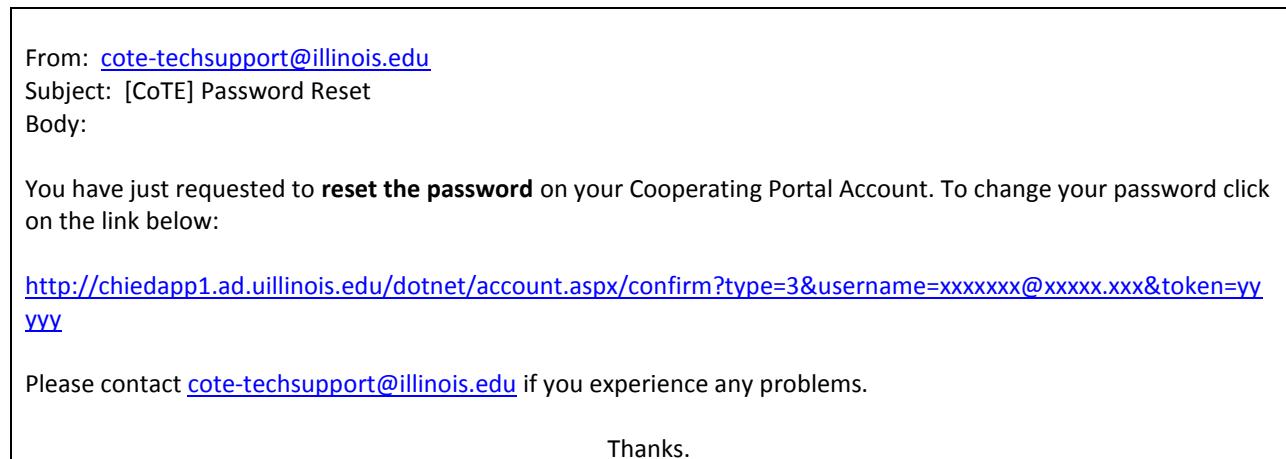 From:  cote-techsupport@illinois.edu
Subject:  [CoTE] Password Reset
Body:
You have just requested to reset the password on your Cooperating Portal Account. To change your password click
on the link below:
http://chiedapp1.ad.uillinois.edu/dotnet/account.aspx/confirm?type=3&username=xxxxxxx@xxxxx.xxx&token=yy
yyy
Please contact cote-techsupport@illinois.edu if you experience any problems.
Thanks.